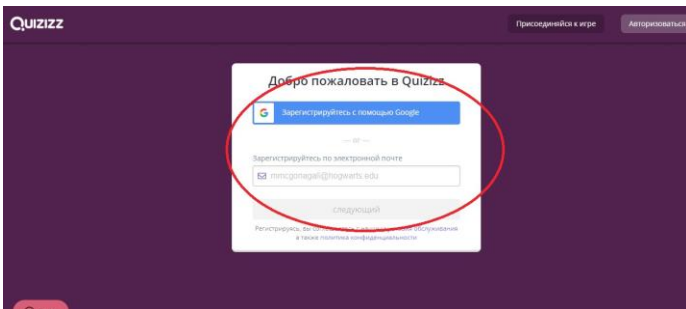 Quizizz
Присоединяйся к игре
Авторизоваться
Добро пожаловать в Quizizz
G
Зарегистрируйтесь с помощью Google
or
Зарегистрируйтесь по электронной почте
mmcgonagall@hogwarts.edu
следующий
Регистрируясь, вы обслуживания
а также политика конфиденциальности